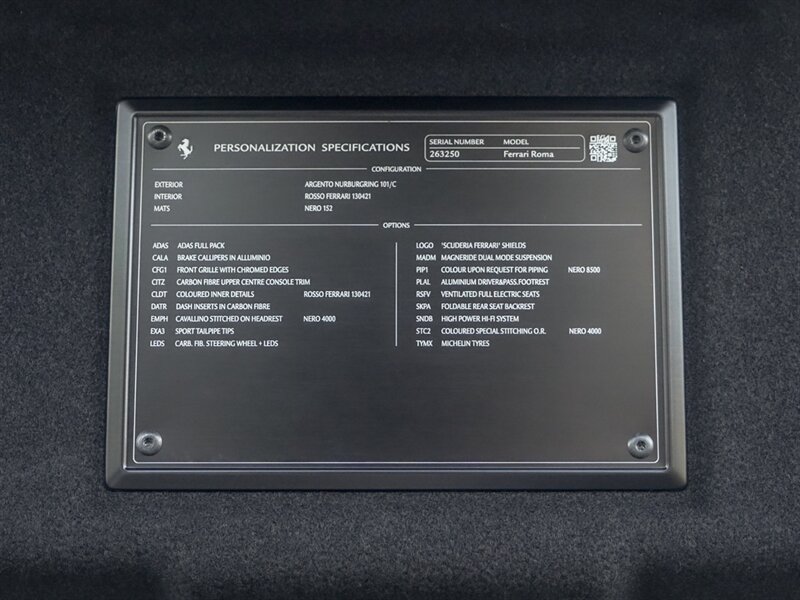 PERSONALIZATION SPECIFICATIONS
SERIAL NUMBER MODEL
263250 Ferrari Roma
CONFIGURATION
EXTERIOR ARGENTO NURBURGRING 101/C
INTERIOR ROSSO FERRARI 130421
MATS NERO 152
OPTIONS
ADAS ADAS FULL PACK
CALA BRAKE CALLIPERS IN ALLUMINIO
CFG1 FRONT GRILLE WITH CHROMED EDGES
CITZ CARBON FIBRE UPPER CENTRE CONSOLE TRIM
CLDT COLOURED INNER DETAILS ROSSO FERRARI 130421
DATR DASH INSERTS IN CARBON FIBRE
EMPH CAVALLINO STITCHED ON HEADREST NERO 4000
EXA3 SPORT TAILPIPE TIPS
LEDS CARB. FIB. STEERING WHEEL + LEDS
LOGO 'SCUDERIA FERRARI' SHIELDS
MADM MAGNERIDE DUAL MODE SUSPENSION
PIP1 COLOUR UPON REQUEST FOR PIPING NERO 8500
PLAL ALUMINIUM DRIVER&PASS.FOOTREST
RSFV VENTILATED FULL ELECTRIC SEATS
SKPA FOLDABLE REAR SEAT BACKREST
SNDB HIGH POWER HI-FI SYSTEM
STC2 COLOURED SPECIAL STITCHING O.R. NERO 4000
TYMX MICHELIN TYRES